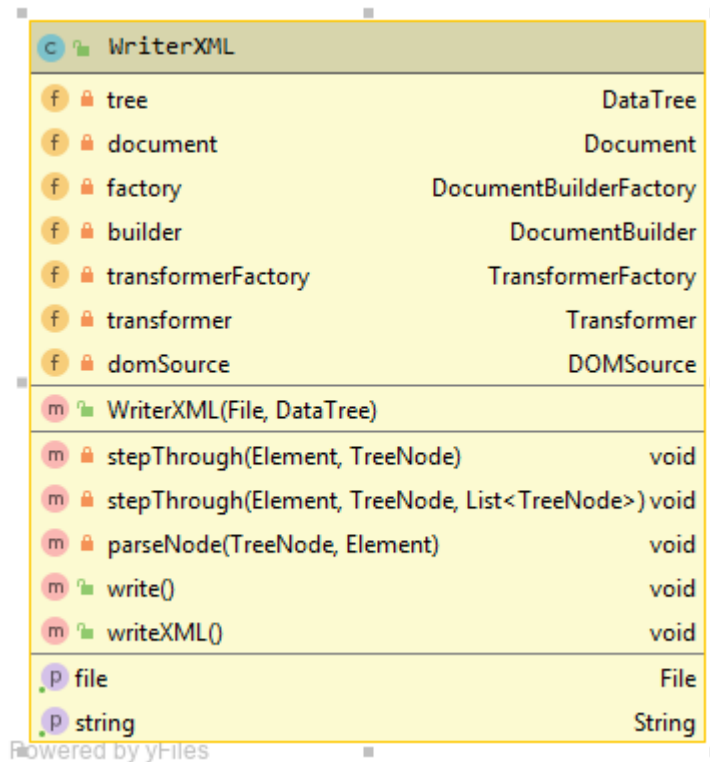 c WriterXML
f tree DataTree
f document Document
f factory DocumentBuilderFactory
f builder DocumentBuilder
f transformerFactory TransformerFactory
f transformer Transformer
f domSource DOMSource
m WriterXML(File, DataTree)
m stepThrough(Element, TreeNode) void
m stepThrough(Element, TreeNode, List<TreeNode>) void
m parseNode(TreeNode, Element) void
m write() void
m writeXML() void
p file File
p string String
Powered by yFiles